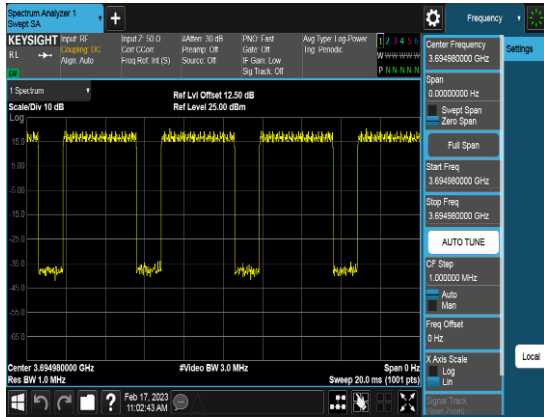 Spectrum Analyzer 1
Swept SA
+
Frequency
KEYSIGHT
Input: RF
Coupling: DC
Align: Auto
Input Z: 50 Ω
Corr CCorr
Freq Ref: Int (S)
#Atten: 30 dB
Preamp: Off
Source: Off
PNO: Fast
Gate: Off
IF Gain: Low
Sig Track: Off
Avg Type: Log-Power
Trig: Periodic
1 2 3 4 5 6
W W W W W W
P N N N N N
RL
LXI
1 Spectrum
Scale/Div 10 dB
Log
Ref Lvl Offset 12.50 dB
Ref Level 25.00 dBm
15.0
5.00
-5.00
-15.0
-25.0
-35.0
-45.0
-55.0
-65.0
Center 3.694980000 GHz
Res BW 1.0 MHz
#Video BW 3.0 MHz
Span 0 Hz
Sweep 20.0 ms (1001 pts)
Feb 17, 2023
11:02:43 AM
Center Frequency
3.694980000 GHz
Settings
Span
0.00000000 Hz
Swept Span
Zero Span
Full Span
Start Freq
3.694980000 GHz
Stop Freq
3.694980000 GHz
AUTO TUNE
CF Step
1.000000 MHz
Auto
Man
Freq Offset
0 Hz
X Axis Scale
Log
Lin
Local
Signal Track
(Span Zoom)